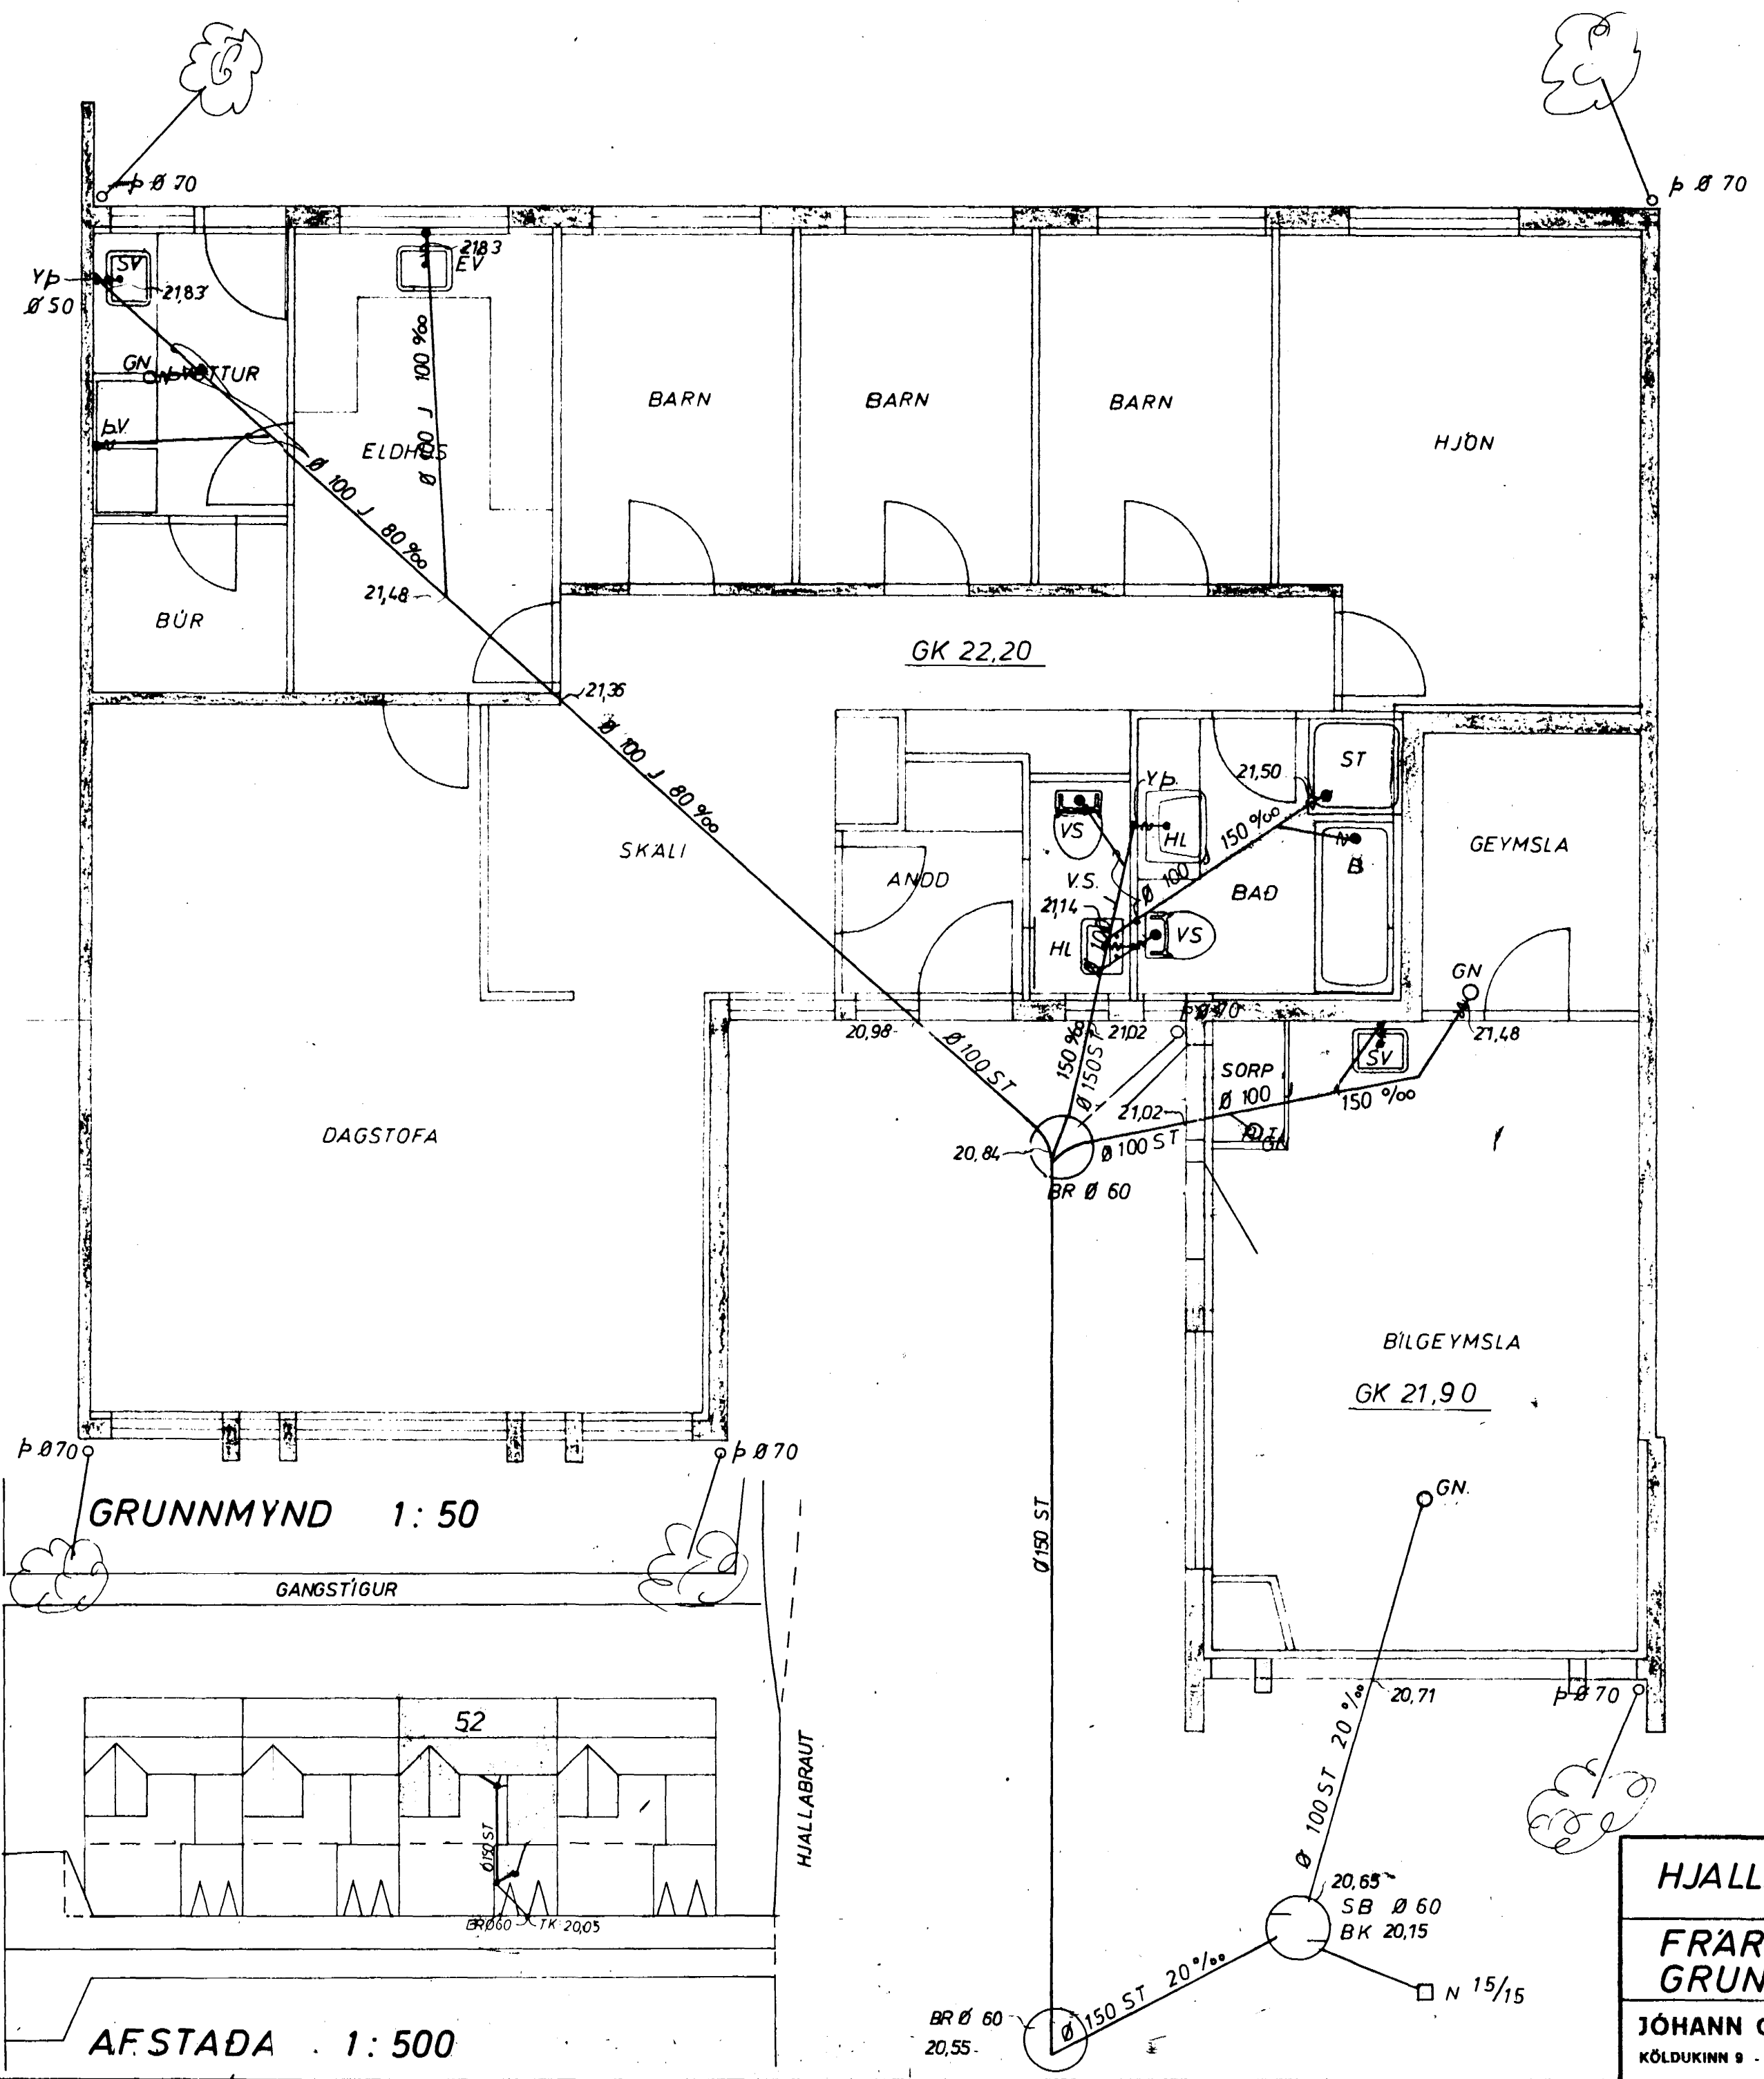 þ Ø 70
þ Ø 70
SV
21,83
Yþ
Ø 50
GN
ÞVOTTUR
ÞV
2183
EV
Ø 100 J 100 ‰
ELDHÚS
Ø 100 J 80 ‰
21,48
BÚR
BARN
BARN
BARN
HJÓN
GK 22,20
21,36
Ø 100 J 80 ‰
SKÁLI
ANDD
VS
V.S.
21,14
HL
Yþ
HL
21,50
ST
Ø 100 J 150 ‰
B
BAÐ
VS
Ø 100 J
GEYMSLA
GN
21,48
20,98
Ø 100 ST
150 ‰
Ø 150 ST
21,02
þ Ø 70
SV
SORP
Ø 100
150 ‰
21,02
Ø 100 ST
GN
20,84
BR Ø 60
DAGSTOFA
BÍLGEYMSLA
GK 21,90
þ Ø 70
þ Ø 70
GRUNNMYND 1:50
GN.
Ø 150 ST
GANGSTÍGUR
20,71
þ Ø 70
Ø 100 ST 20 ‰
52
HJALLABRAUT
Ø 150 ST
BR Ø 60
TK 20,05
20,65
SB Ø 60
BK 20,15
N 15/15
Ø 150 ST 20 ‰
BR Ø 60
20,55
AFSTAÐA 1:500
HJALL
FRÁR
GRUN
JÓHANN
KÖLDUKINN 9 -